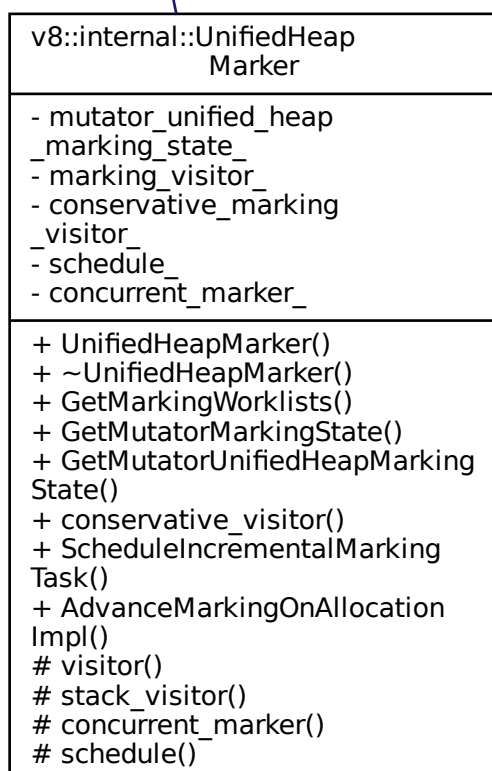 v8::internal::UnifiedHeap
Marker
- mutator_unified_heap
_marking_state_
- marking_visitor_
- conservative_marking
_visitor_
- schedule_
- concurrent_marker_
+ UnifiedHeapMarker()
+ ~UnifiedHeapMarker()
+ GetMarkingWorklists()
+ GetMutatorMarkingState()
+ GetMutatorUnifiedHeapMarking
State()
+ conservative_visitor()
+ ScheduleIncrementalMarking
Task()
+ AdvanceMarkingOnAllocation
Impl()
# visitor()
# stack_visitor()
# concurrent_marker()
# schedule()